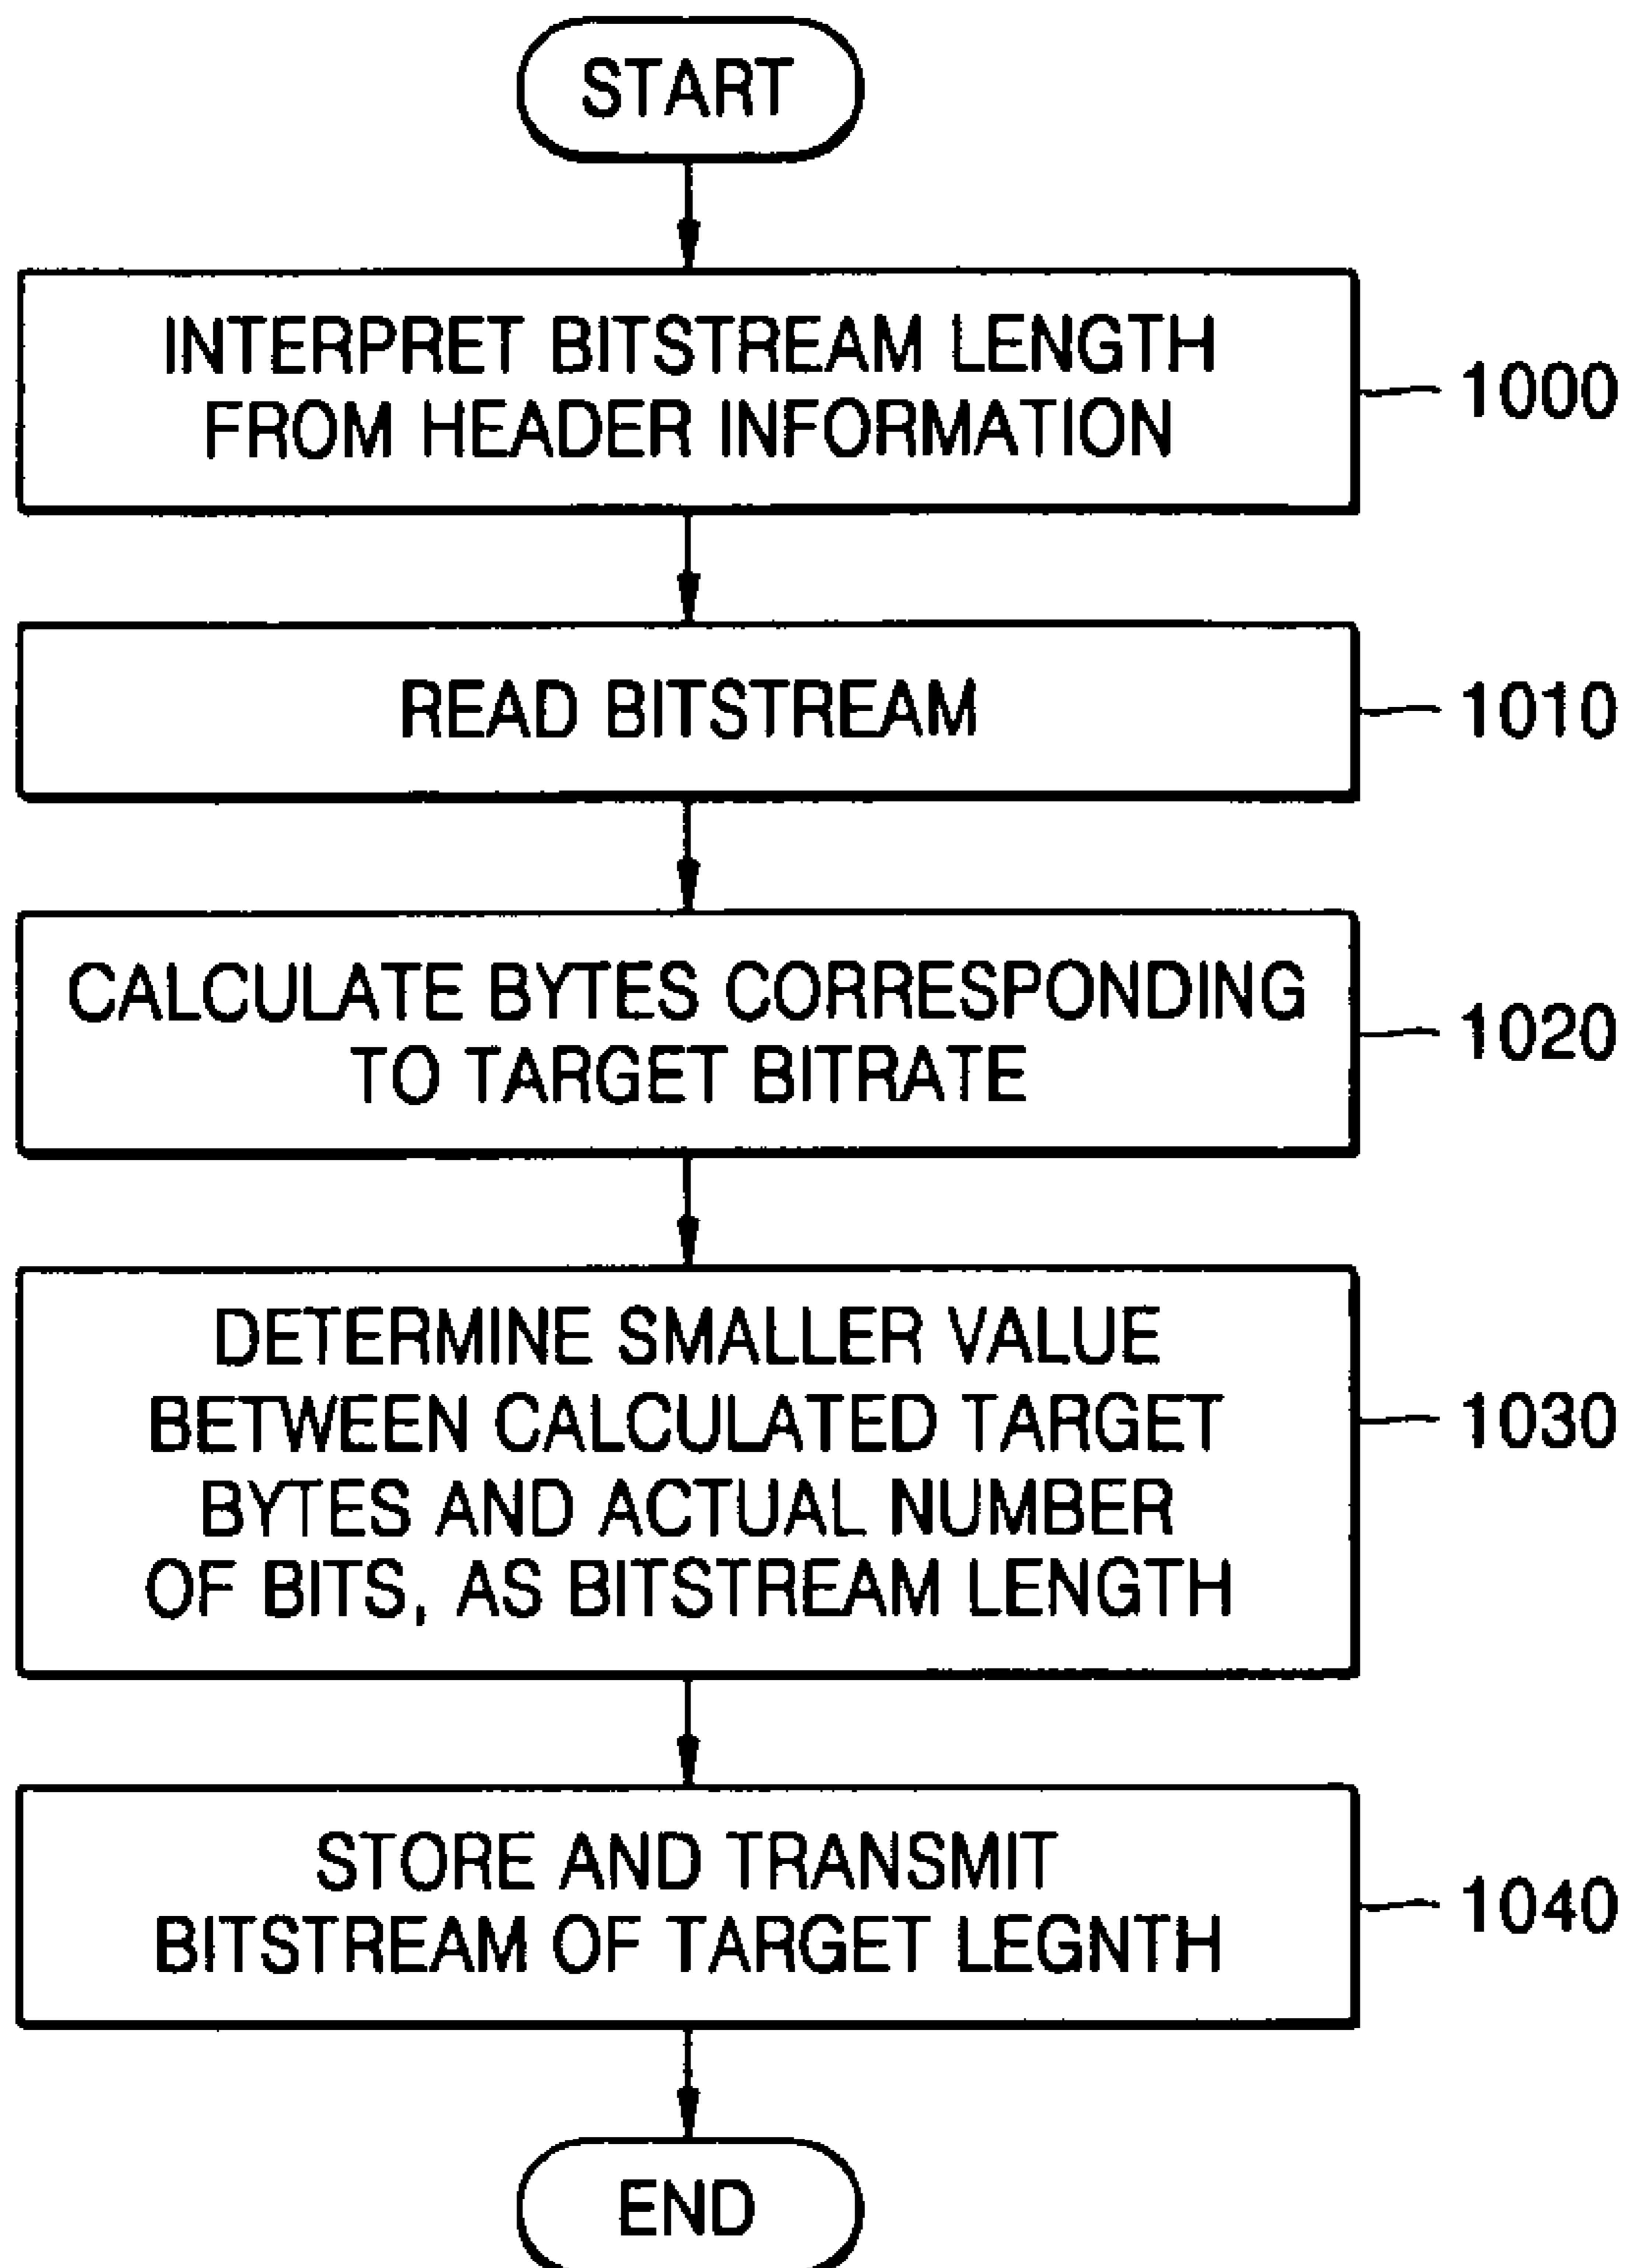 START
INTERPRET BITSTREAM LENGTH
FROM HEADER INFORMATION
1000
READ BITSTREAM
1010
CALCULATE BYTES CORRESPONDING
TO TARGET BITRATE
1020
DETERMINE SMALLER VALUE
BETWEEN CALCULATED TARGET
BYTES AND ACTUAL NUMBER
OF BITS, AS BITSTREAM LENGTH
1030
STORE AND TRANSMIT
BITSTREAM OF TARGET LEGNTH
1040
END